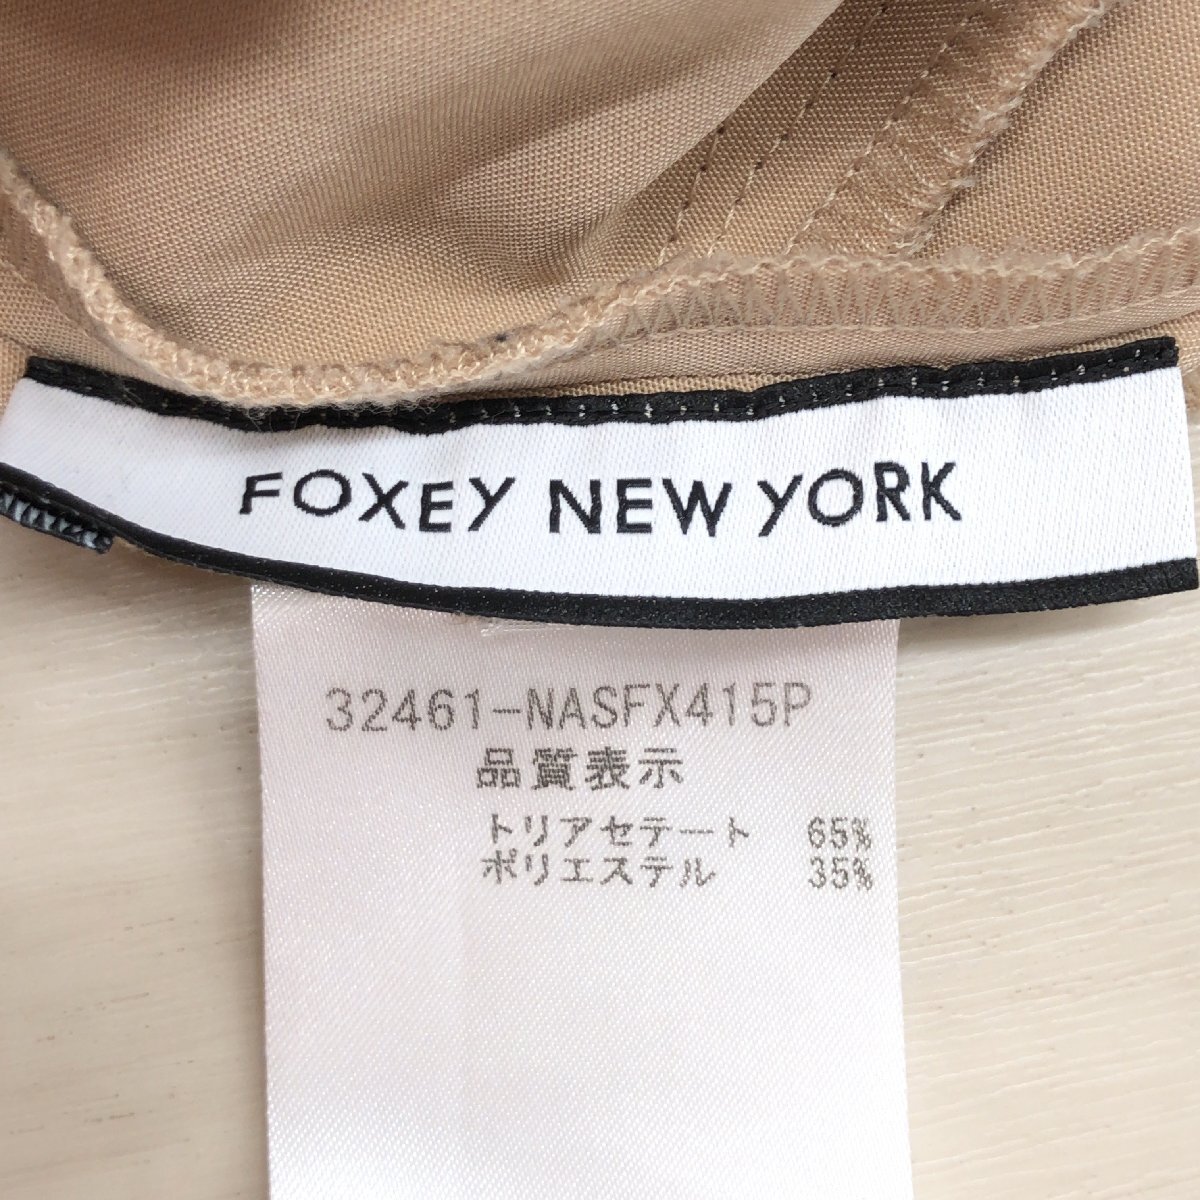 FOXEY NEW YORK
32461-NASFX415P
品質表示
トリアセテート 65%
ポリエステル 35%